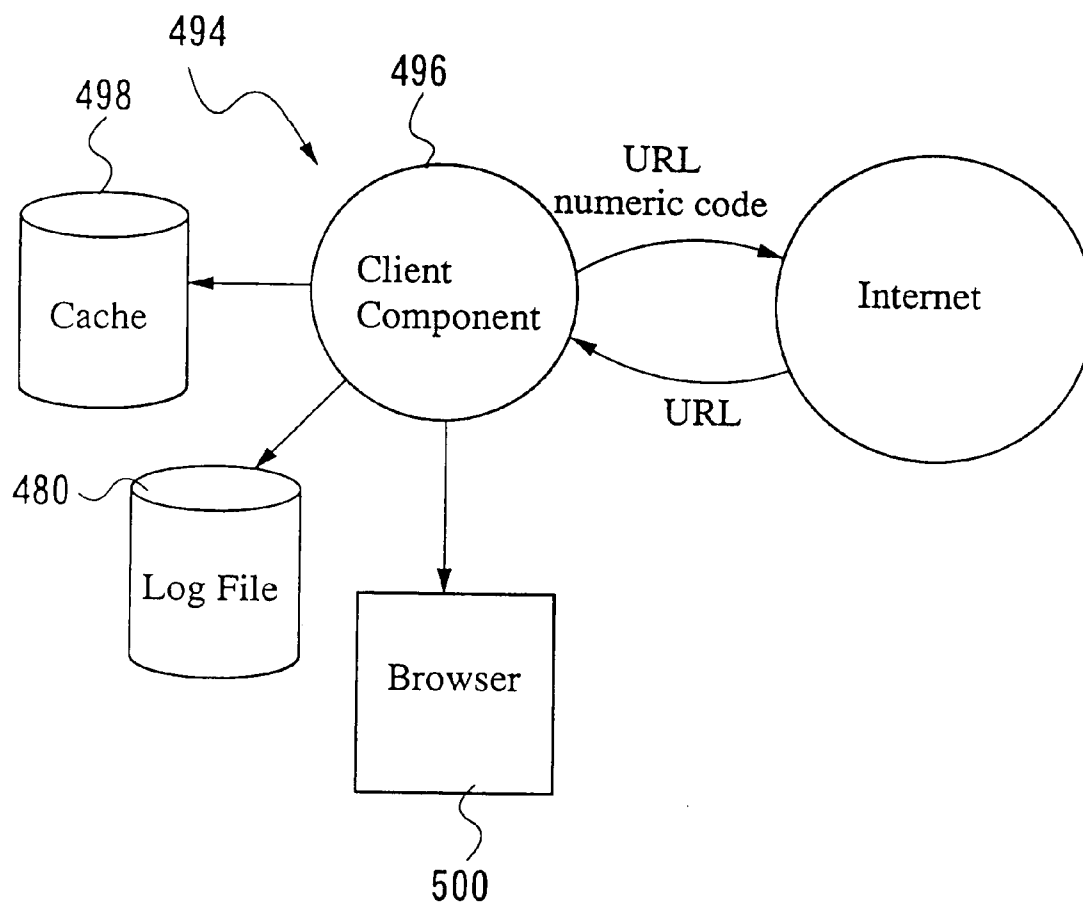 494
496
498
URL
numeric code
Client
Component
Internet
Cache
URL
480
Log File
Browser
500